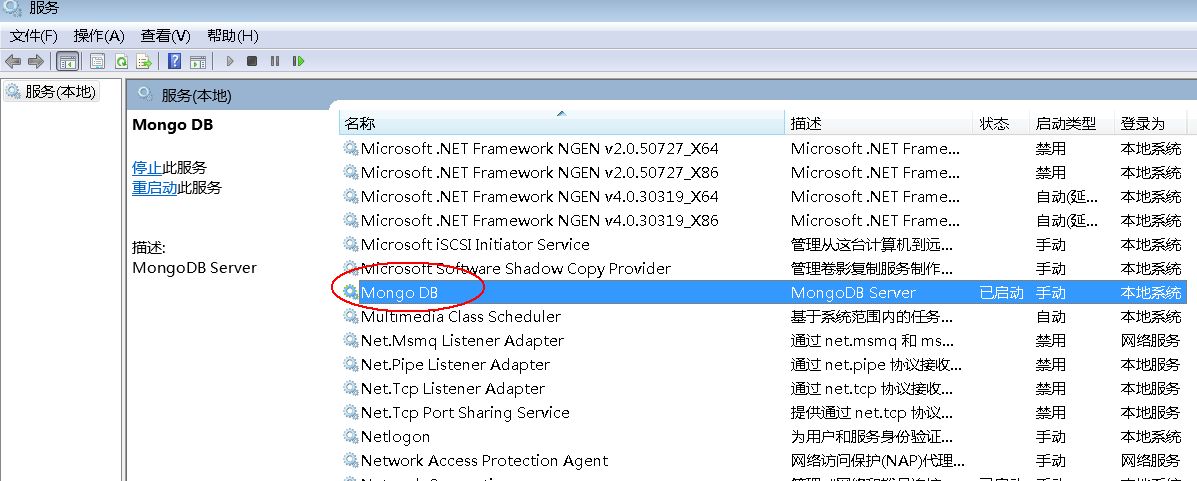 服务
文件(F) 操作(A) 查看(V) 帮助(H)
服务(本地)
服务(本地)
Mongo DB
停止此服务
重启动此服务
描述:
MongoDB Server
名称 描述 状态 启动类型 登录为
Microsoft .NET Framework NGEN v2.0.50727_X64 Microsoft .NET Frame... 禁用 本地系统
Microsoft .NET Framework NGEN v2.0.50727_X86 Microsoft .NET Frame... 禁用 本地系统
Microsoft .NET Framework NGEN v4.0.30319_X64 Microsoft .NET Frame... 自动(延... 本地系统
Microsoft .NET Framework NGEN v4.0.30319_X86 Microsoft .NET Frame... 自动(延... 本地系统
Microsoft iSCSI Initiator Service 管理从这台计算机到远... 手动 本地系统
Microsoft Software Shadow Copy Provider 管理卷影复制服务制作... 手动 本地系统
Mongo DB MongoDB Server 已启动 手动 本地系统
Multimedia Class Scheduler 基于系统范围内的任务... 自动 本地系统
Net.Msmq Listener Adapter 通过 net.msmq 和 ms... 禁用 网络服务
Net.Pipe Listener Adapter 通过 net.pipe 协议接收... 禁用 本地服务
Net.Tcp Listener Adapter 通过 net.tcp 协议接收... 禁用 本地服务
Net.Tcp Port Sharing Service 提供通过 net.tcp 协议... 禁用 本地服务
Netlogon 为用户和服务身份验证... 手动 本地系统
Network Access Protection Agent 网络访问保护(NAP)代理... 手动 网络服务